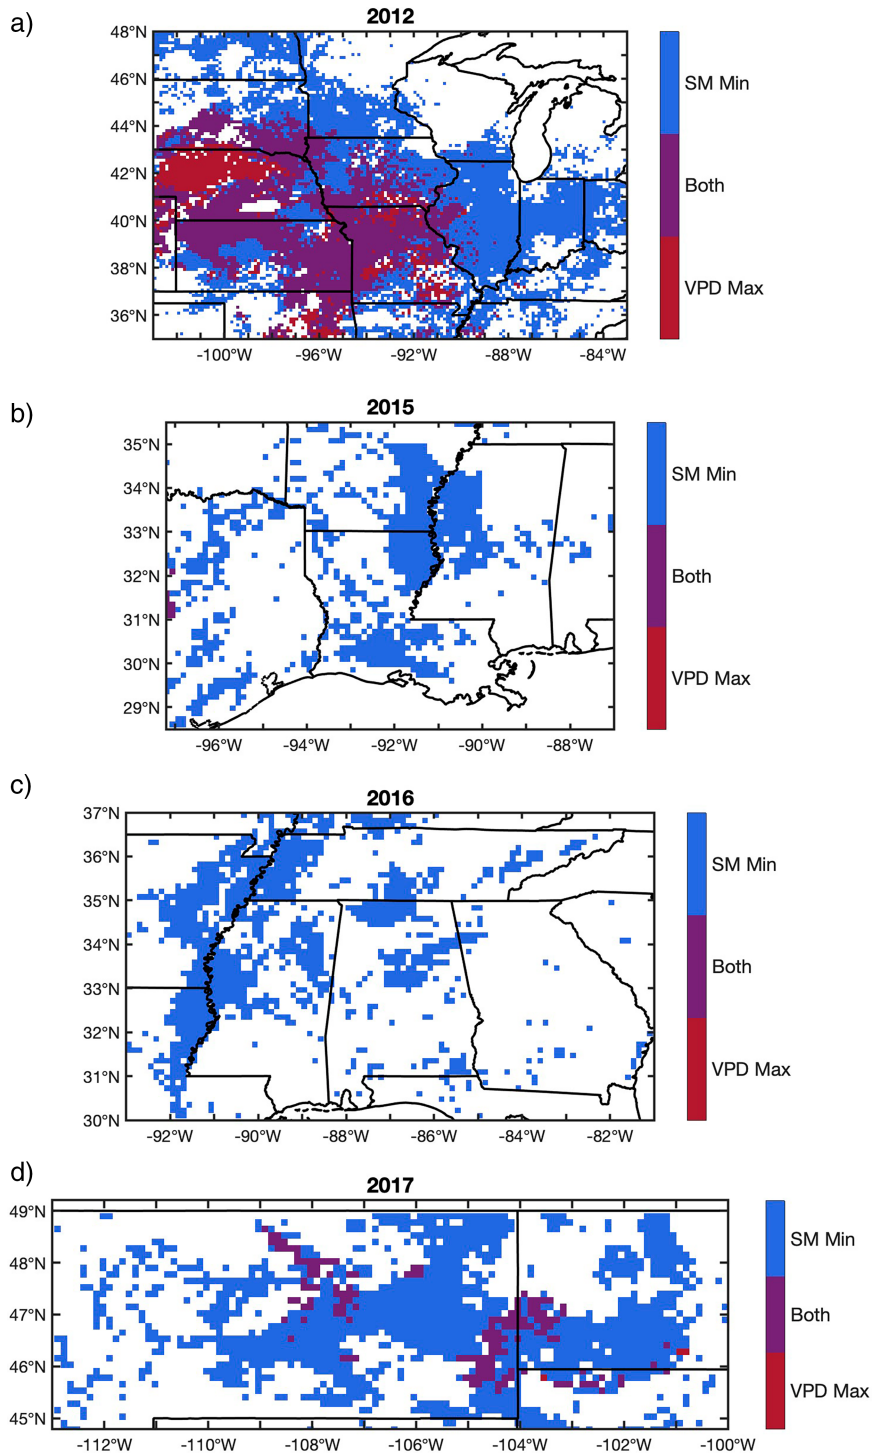 a)
2012
48°N
46°N
44°N
42°N
40°N
38°N
36°N
-100°W -96°W -92°W -88°W -84°W
SM Min
Both
VPD Max
b)
2015
35°N
34°N
33°N
32°N
31°N
30°N
29°N
-96°W -94°W -92°W -90°W -88°W
SM Min
Both
VPD Max
c)
2016
37°N
36°N
35°N
34°N
33°N
32°N
31°N
30°N
-92°W -90°W -88°W -86°W -84°W -82°W
SM Min
Both
VPD Max
d)
2017
49°N
48°N
47°N
46°N
45°N
-112°W -110°W -108°W -106°W -104°W -102°W -100°W
SM Min
Both
VPD Max